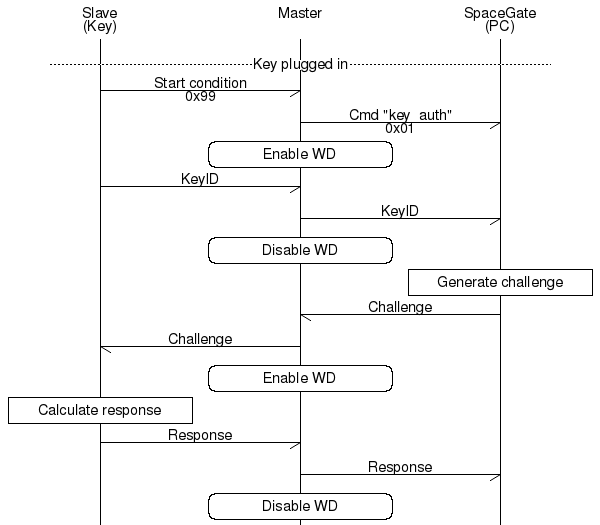 Slave
(Key)
Master
SpaceGate
(PC)
Key plugged in
Start condition
0x99
Cmd "key_auth"
0x01
Enable WD
KeyID
KeyID
Disable WD
Generate challenge
Challenge
Challenge
Enable WD
Calculate response
Response
Response
Disable WD